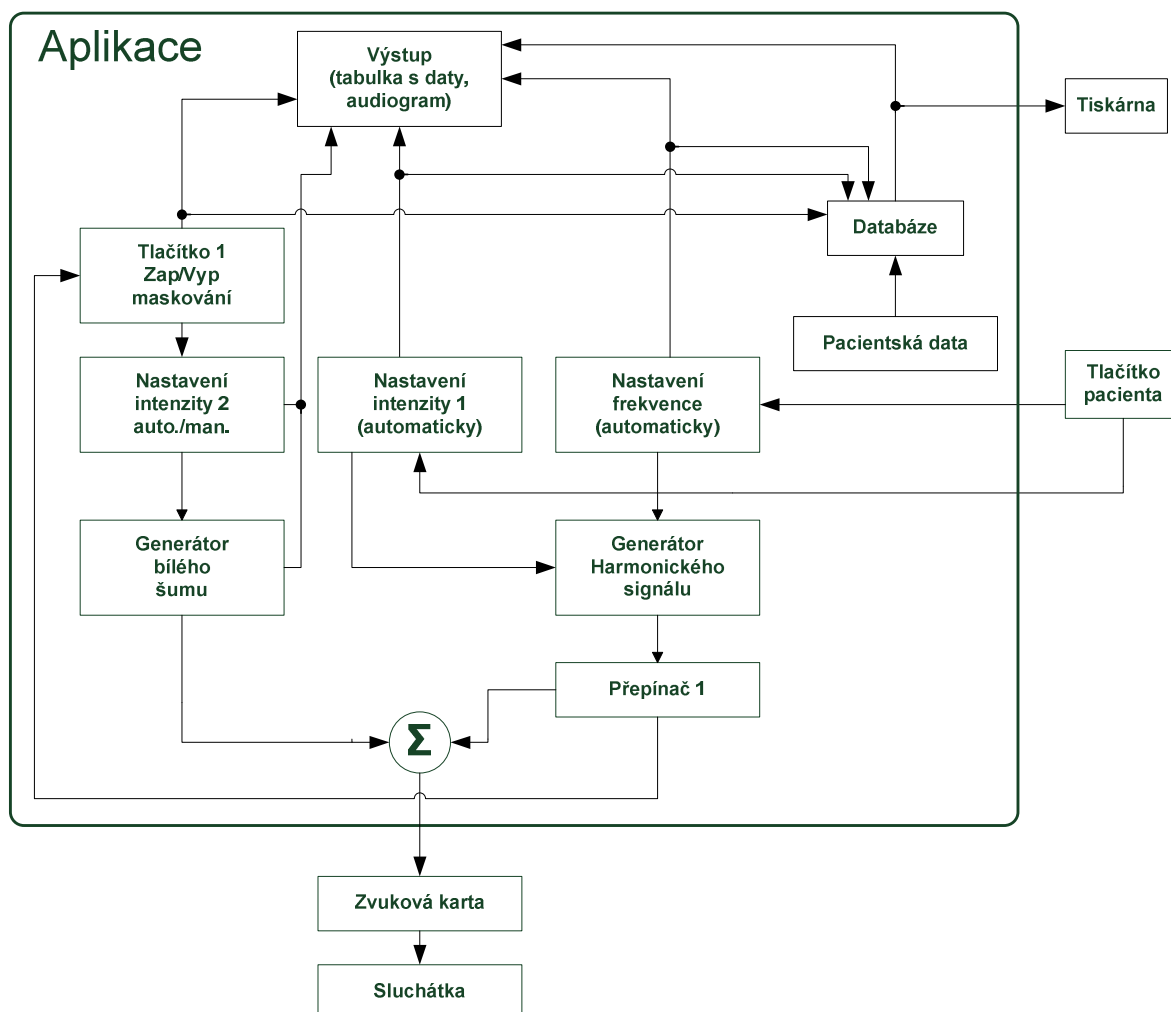 Aplikace
Výstup
(tabulka s daty,
audiogram)
Tiskárna
Databáze
Tlačítko 1
Zap/Vyp
maskování
Pacientská data
Tlačítko
pacienta
Nastavení
intenzity 2
auto./man.
Nastavení
intenzity 1
(automaticky)
Nastavení
frekvence
(automaticky)
Generátor
bílého
šumu
Generátor
Harmonického
signálu
Přepínač 1
Σ
Zvuková karta
Sluchátka